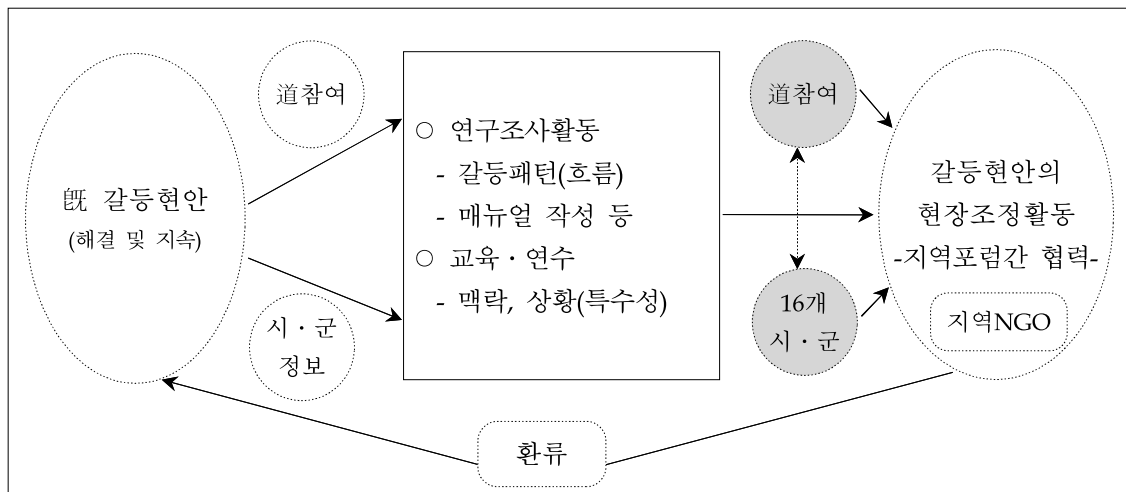 旣 갈등현안
(해결 및 지속)
道참여
시·군
정보
○ 연구조사활동
- 갈등패턴(흐름)
- 매뉴얼 작성 등
○ 교육·연수
- 맥락, 상황(특수성)
道참여
16개
시·군
갈등현안의
현장조정활동
-지역포럼간 협력-
지역NGO
환류